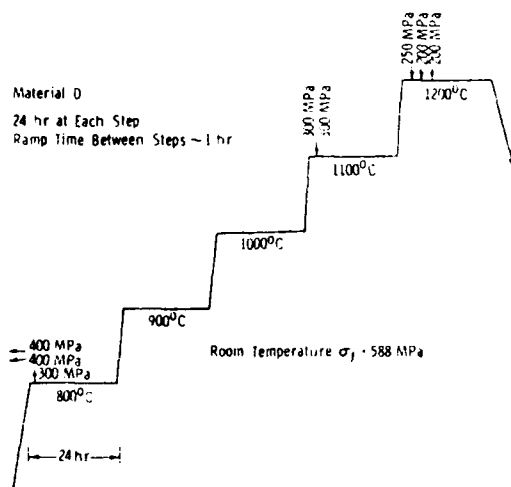 250 MPa
200 MPa
200 MPa
1200°C
Material D
24 hr at Each Step
Ramp Time Between Steps ~ 1 hr
300 MPa
300 MPa
1100°C
1000°C
900°C
Room Temperature σf · 588 MPa
400 MPa
400 MPa
300 MPa
800°C
24 hr